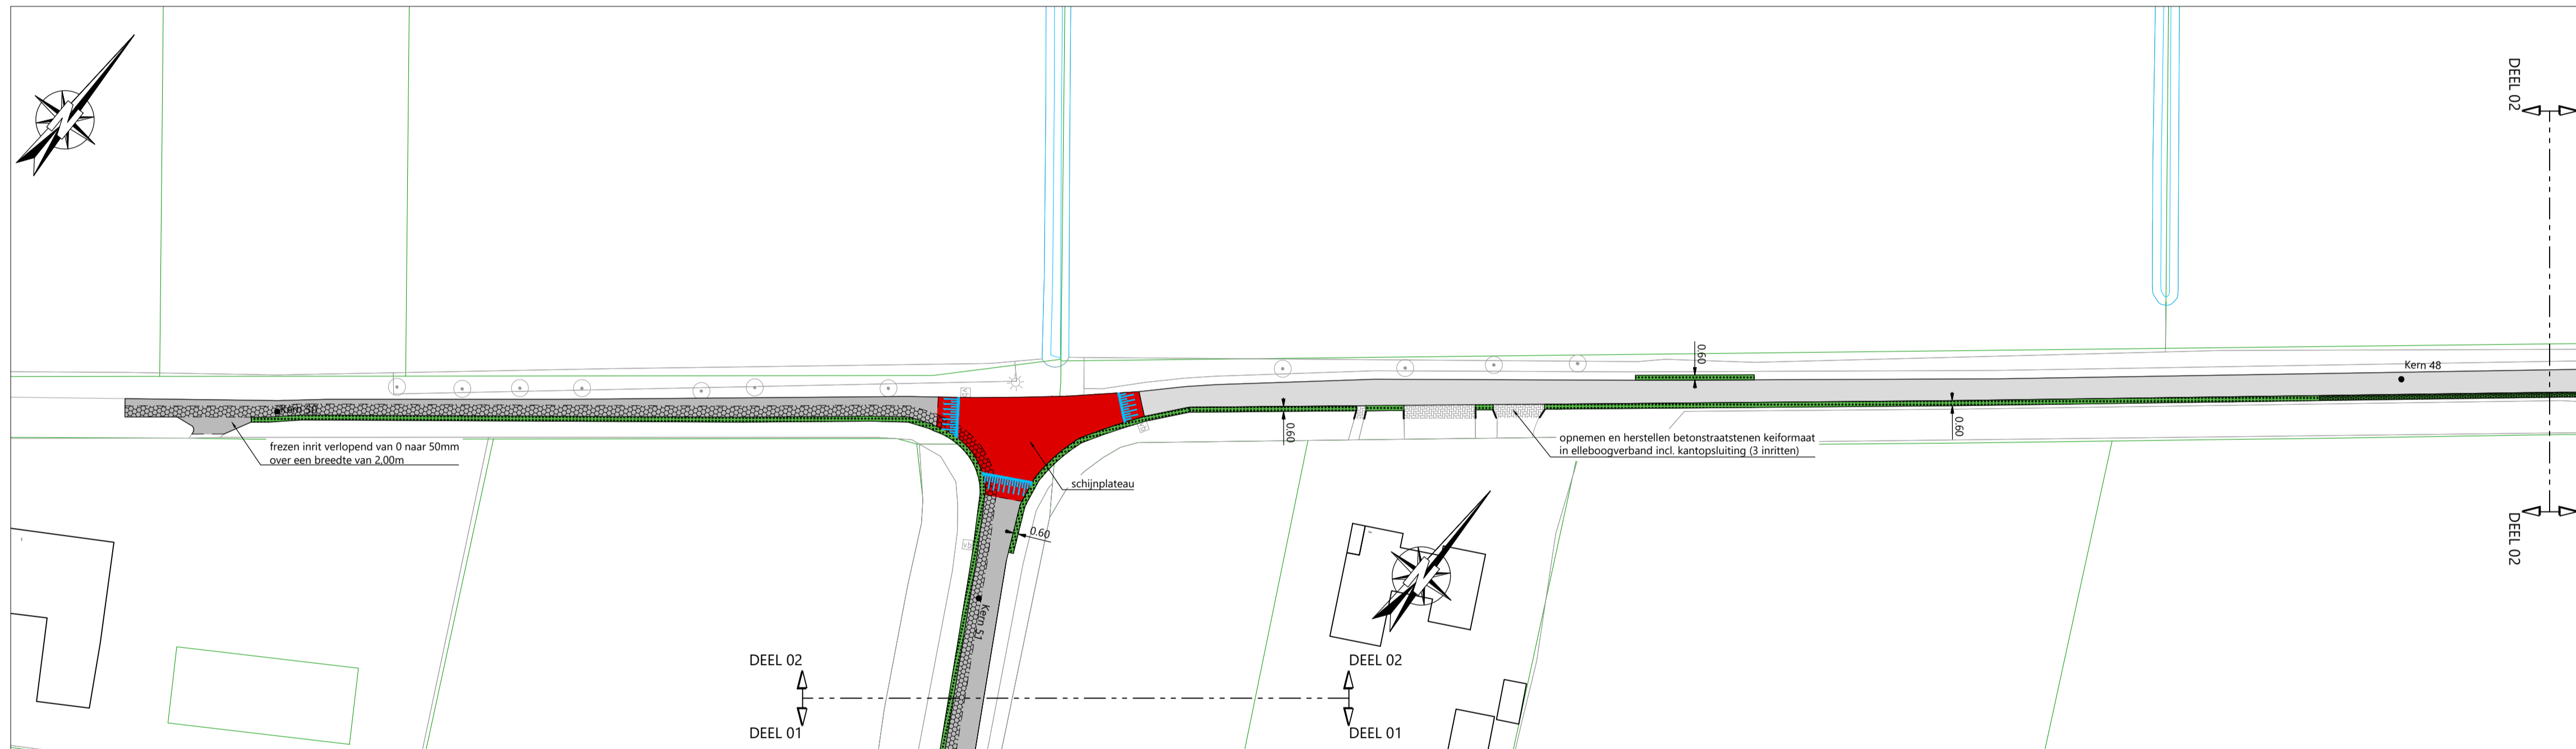 DEEL 02
0.60
Kern 48
Kern 50
frezen inrit verlopend van 0 naar 50mm
over een breedte van 2,00m
0.60
0.60
opnemen en herstellen betonstraatstenen keiformaat
in elleboogverband incl. kantopsluiting (3 inritten)
schijnplateau
0.60
DEEL 02
Kern 51
DEEL 02
DEEL 02
DEEL 01
DEEL 01